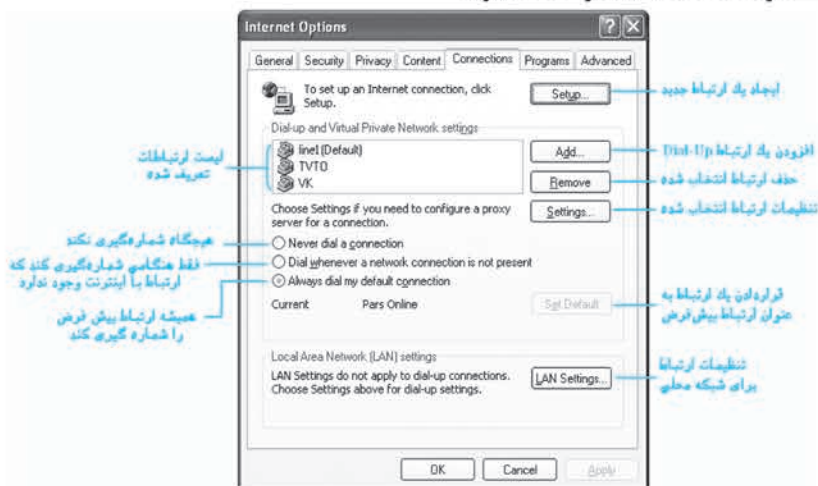 Internet Options
General Security Privacy Content Connections Programs Advanced
To set up an Internet connection, click
Setup.
Setup...
ایجاد یك ارتباط جدید
Dial-up and Virtual Private Network settings
line1 (Default)
TVTO
VK
لیست ارتباطات
تعریف شده
Add...
افزودن یك ارتباط Dial-Up
Remove
حذف ارتباط انتخاب شده
Choose Settings if you need to configure a proxy
server for a connection.
Settings...
تنظیمات ارتباط انتخاب شده
Never dial a connection
هیچگاه شماره‌گیری نکند
Dial whenever a network connection is not present
فقط هنگامی شماره‌گیری کند که
ارتباط با اینترنت وجود ندارد
Always dial my default connection
همیشه ارتباط پیش فرض
را شماره گیری کند
Current Pars Online
Set Default
قراردادن یك ارتباط به
عنوان ارتباط پیش‌فرض
Local Area Network (LAN) settings
LAN Settings do not apply to dial-up connections.
Choose Settings above for dial-up settings.
LAN Settings...
تنظیمات ارتباط
برای شبکه محلی
OK Cancel Apply